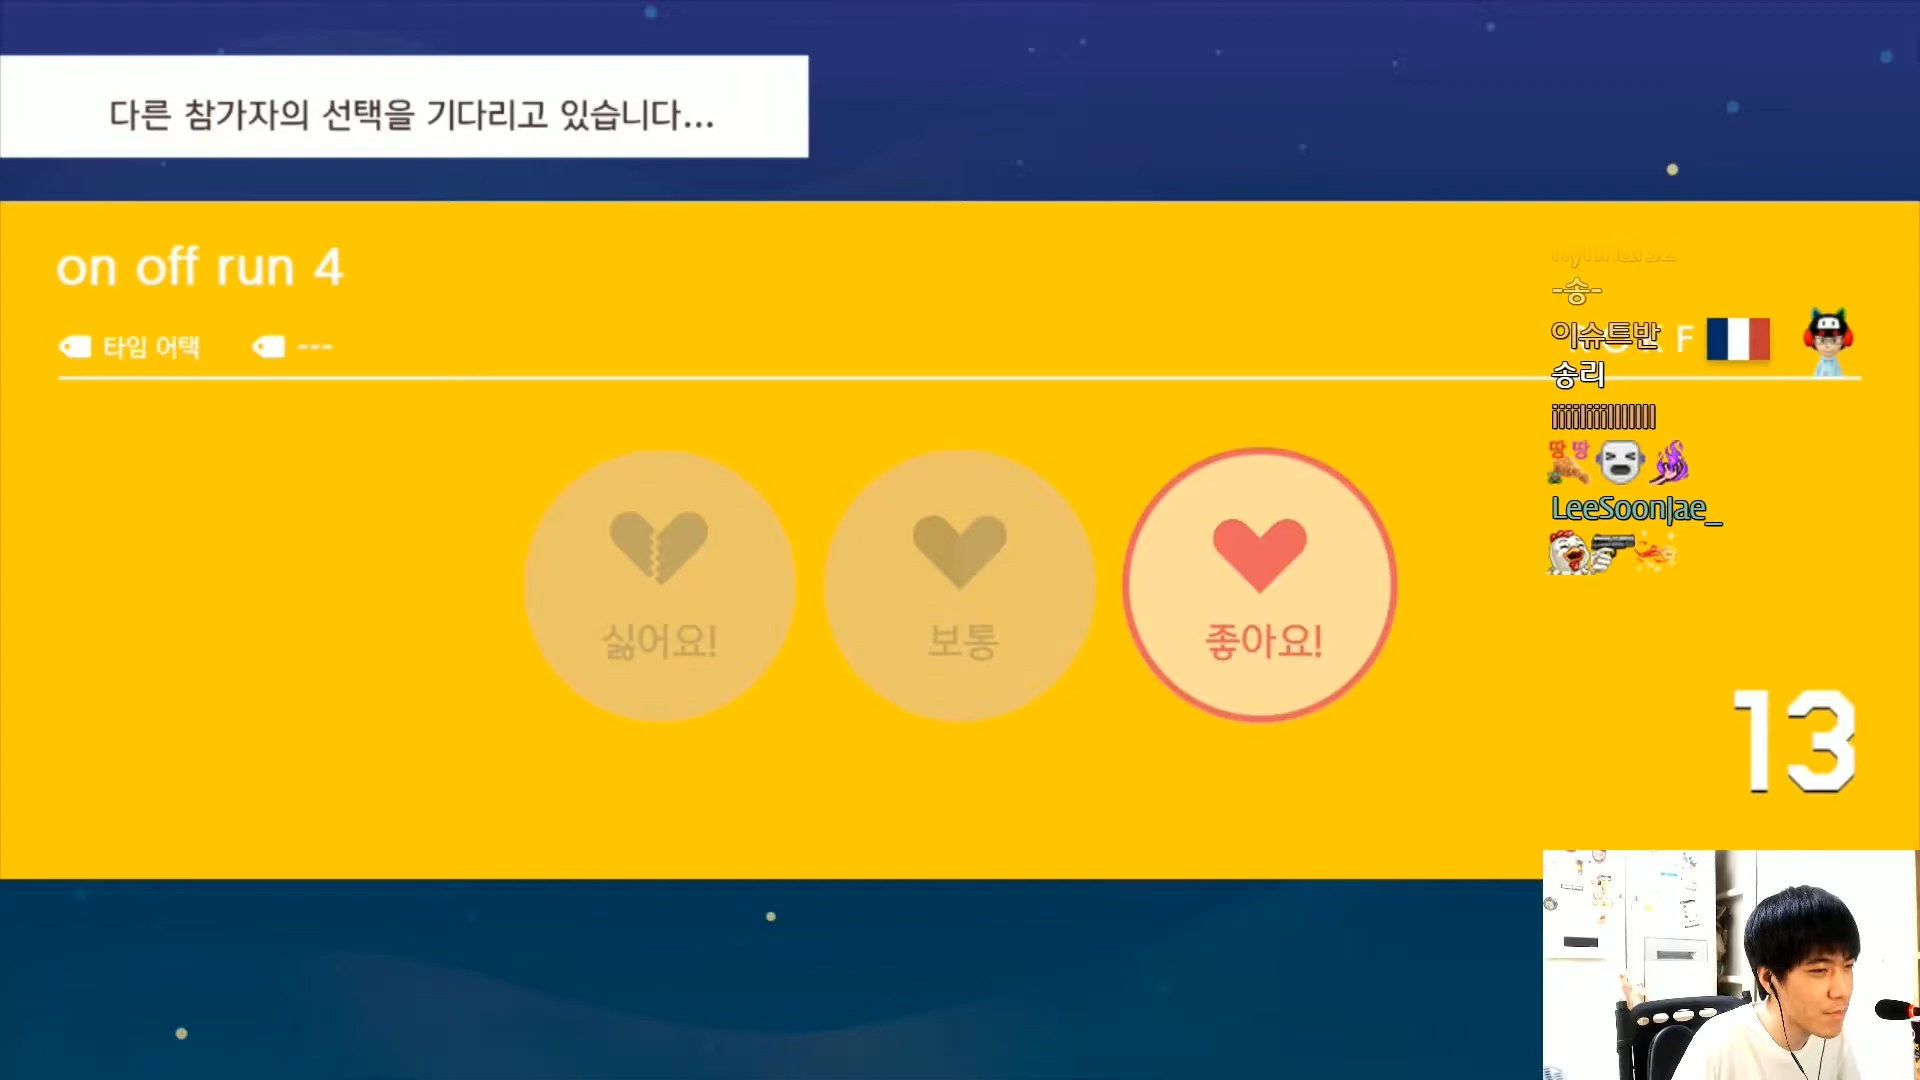 다른 참가자의 선택을 기다리고 있습니다...
on off run 4
타임 어택
---
-송-
이슈트반
F
송리
땅 땅
LeeSoonJae_
싫어요!
보통
좋아요!
13